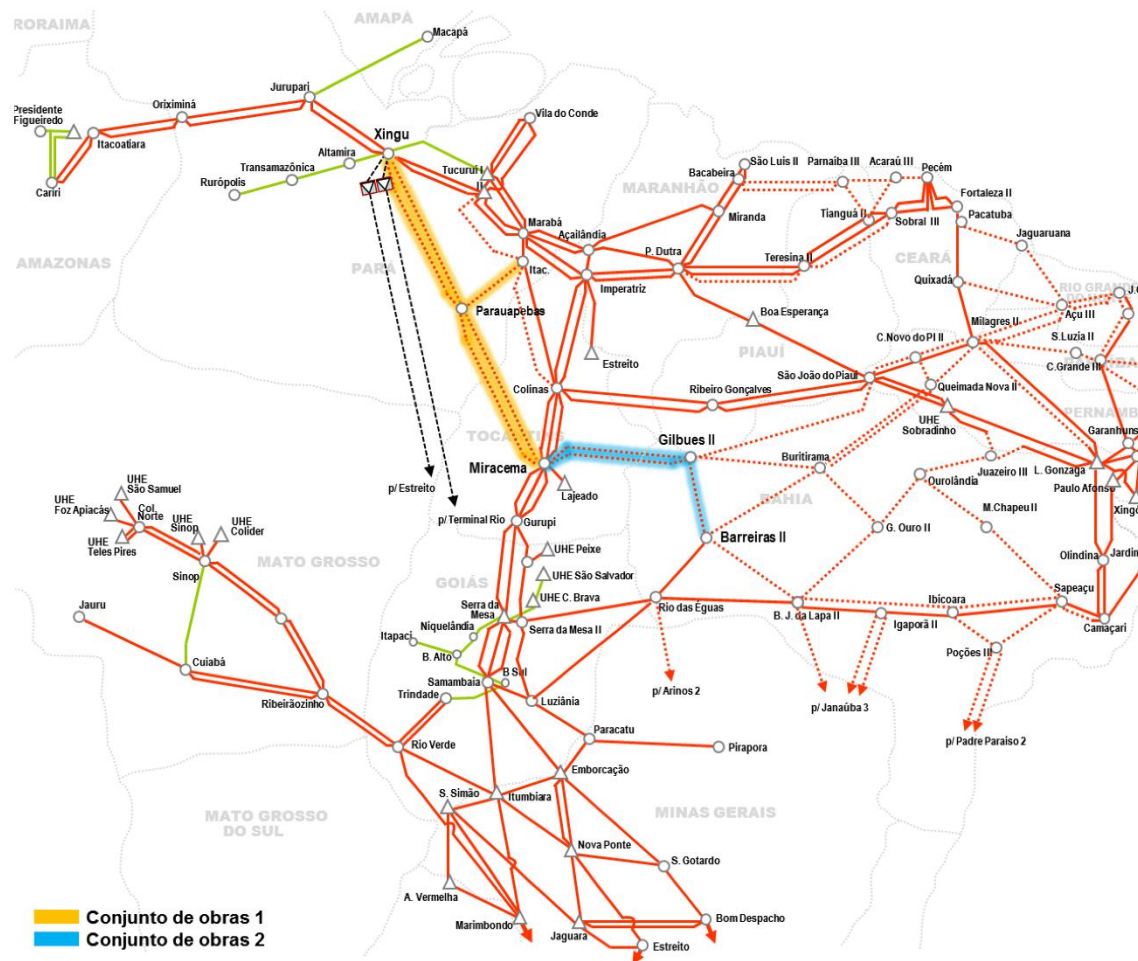 RORAIMA
AMAPÁ
Macapá
Jurupari
Oriximiná
Presidente
Figueiredo
Itacoatiara
Cariri
Xingu
Altamira
Transamazônica
Rurópolis
Tucuruí
II
Vila do Conde
Marabá
Açailândia
Itac.
Imperatriz
MARANHÃO
São Luis II
Bacabeira
Miranda
Parnaiba III
Acaraú III
Pecém
Fortaleza II
Pacatuba
Tianguá II
Sobral III
Jaguaruana
P. Dutra
Teresina II
CEARÁ
Quixadá
RIO GRANDE
Açu III
AMAZONAS
PARÁ
Parauapebas
Boa Esperança
Milagres II
PIAUÍ
C.Novo do PI II
S.Luzia II
C.Grande III
Estreito
São João do Piauí
Queimada Nova II
Colinas
Ribeiro Gonçalves
UHE
Sobradinho
PERNAMB
Garanhuns
TOCANTINS
Miracema
Gilbues II
Lajeado
Buritirama
BAHIA
Juazeiro III
L. Gonzaga
Paulo Afonso
Ourolândia
Xingó
p/ Estreito
p/ Terminal Rio
Gurupi
Barreiras II
G. Ouro II
M.Chapeu II
Olindina
Jardim
UHE
São Samuel
UHE
Foz Apiacás
Col.
Norte
UHE
Sinop
UHE
Colider
UHE
Teles Pires
Sinop
MATO GROSSO
GOIÁS
UHE Peixe
UHE São Salvador
UHE C. Brava
Serra da
Mesa
Serra da Mesa II
Rio das Éguas
B. J. da Lapa II
Igaporã II
Ibicoara
Sapeaçu
Camaçari
Poções III
Jauru
Niquelândia
Itapaci
B. Alto
B Sul
Samambaia
Trindade
Luziânia
p/ Arinos 2
p/ Janaúba 3
p/ Padre Paraiso 2
Cuiabá
Ribeirãozinho
Rio Verde
Paracatu
Pirapora
Emborcação
Itumbiara
S. Simão
MATO GROSSO
DO SUL
MINAS GERAIS
Nova Ponte
S. Gotardo
A. Vermelha
Marimbondo
Jaguara
Estreito
Bom Despacho
Conjunto de obras 1
Conjunto de obras 2